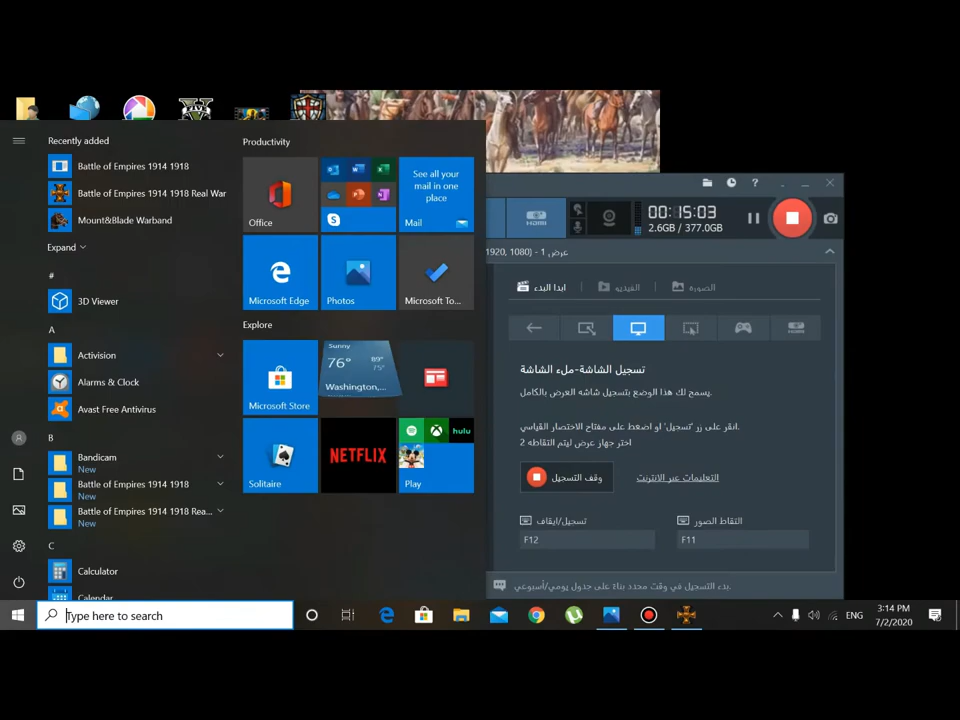 Recently added
Battle of Empires 1914 1918
Battle of Empires 1914 1918 Real War
Mount&Blade Warband
Expand
#
3D Viewer
A
Activision
Alarms & Clock
Avast Free Antivirus
B
Bandicam
New
Battle of Empires 1914 1918
New
Battle of Empires 1914 1918 Rea...
New
C
Calculator
Calendar
Productivity
Office
See all your
mail in one
place
Mail
Microsoft Edge
Photos
Microsoft To...
Explore
Microsoft Store
Sunny
76°
89°
75°
Washington,...
Solitaire
NETFLIX
hulu
Play
HDMI
00:15:03
2.6GB / 377.0GB
1920, 1080) - عرض 1
ابدا البدء
الفيديو
الصورة
HDMI
تسجيل الشاشة-ملء الشاشة
يسمح لك هذا الوضع بتسجيل شاشه العرض بالكامل.
انقر على زر 'تسجيل' او اضغط على مفتاح الاختصار القياسي
اختر جهاز عرض ليتم التقاطه 2
وقف التسجيل
التعليمات عبر الانترنت
تسجيل/ايقاف
التقاط الصور
F12
F11
بدء التسجيل في وقت محدد بناءً على جدول يومي/أسبوعي.
Type here to search
ENG
3:14 PM
7/2/2020